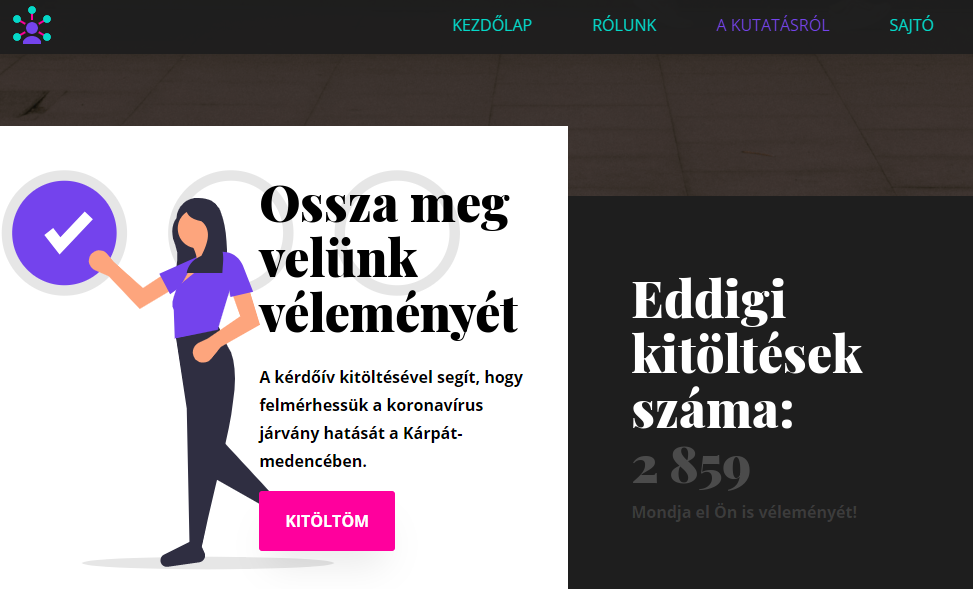 KEZDŐLAP RÓLUNK A KUTATÁSRÓL SAJTÓ
Ossza meg
velünk
véleményét
A kérdőív kitöltésével segít, hogy
felmérhessük a koronavírus
járvány hatását a Kárpát-
medencében.
KITÖLTÖM
Eddigi
kitöltések
száma:
2 859
Mondja el Ön is véleményét!